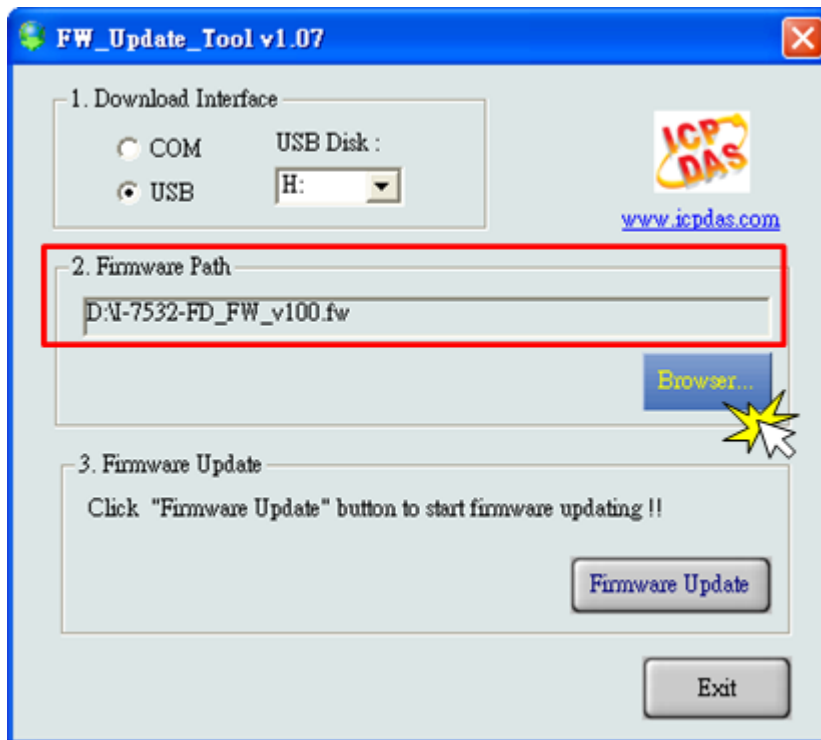 FW_Update_Tool v1.07
1. Download Interface
COM
USB Disk :
USB
H:
ICP
DAS
www.icpdas.com
2. Firmware Path
D:\I-7532-FD_FW_v100.fw
Browser...
3. Firmware Update
Click "Firmware Update" button to start firmware updating !!
Firmware Update
Exit